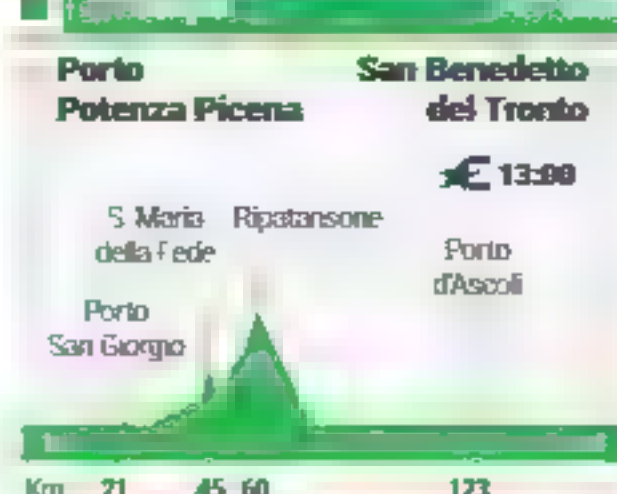 Porto
Potenza Picena
San Benedetto
del Tronto
€ 13:00
S. Maria
della Fede
Ripatansone
Porto
d'Ascoli
Porto
San Giorgio
Km 21 45 60 123